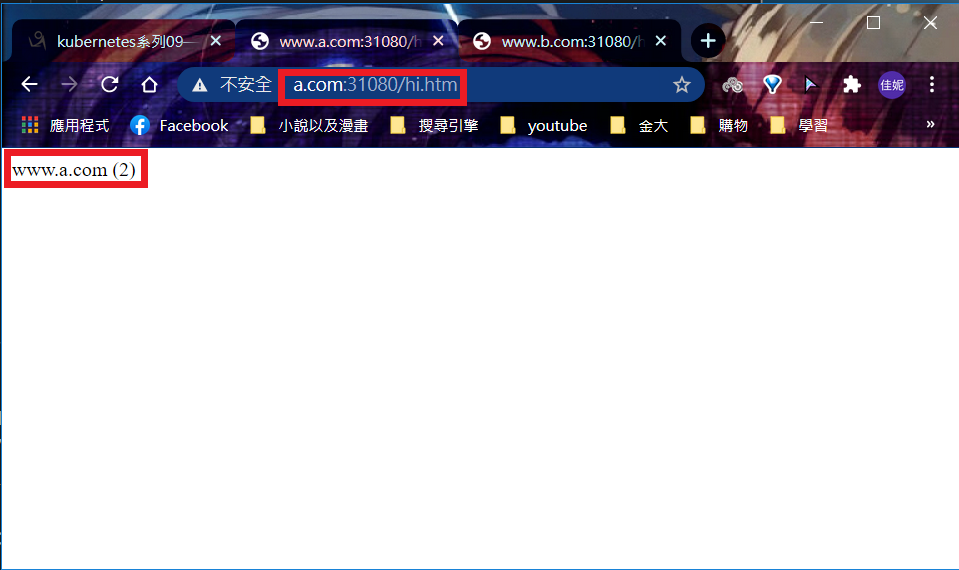 kubernetes系列09—
www.a.com:31080/h
www.b.com:31080/h
不安全
a.com:31080/hi.htm
佳妮
應用程式
Facebook
小說以及漫畫
搜尋引擎
youtube
金大
購物
學習
»
www.a.com (2)